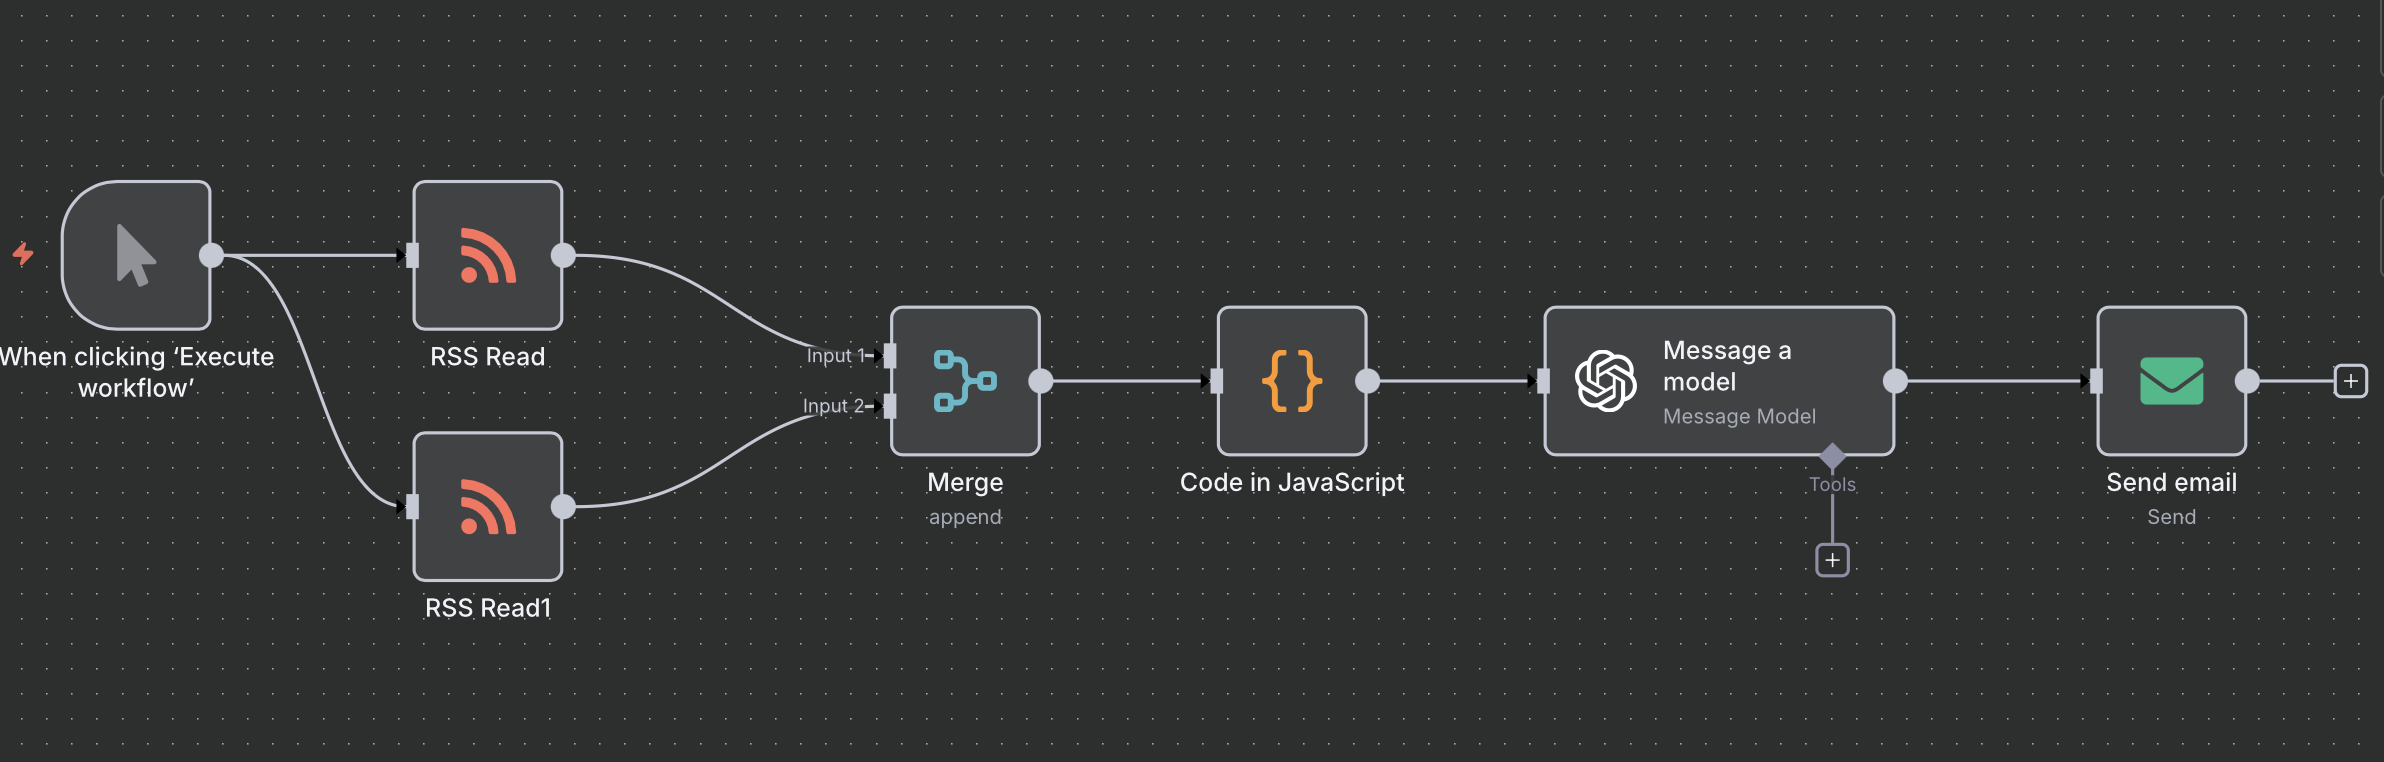 When clicking ‘Execute
workflow’
RSS Read
RSS Read1
Input 1
Input 2
Merge
append
Code in JavaScript
Message a
model
Message Model
Tools
Send email
Send